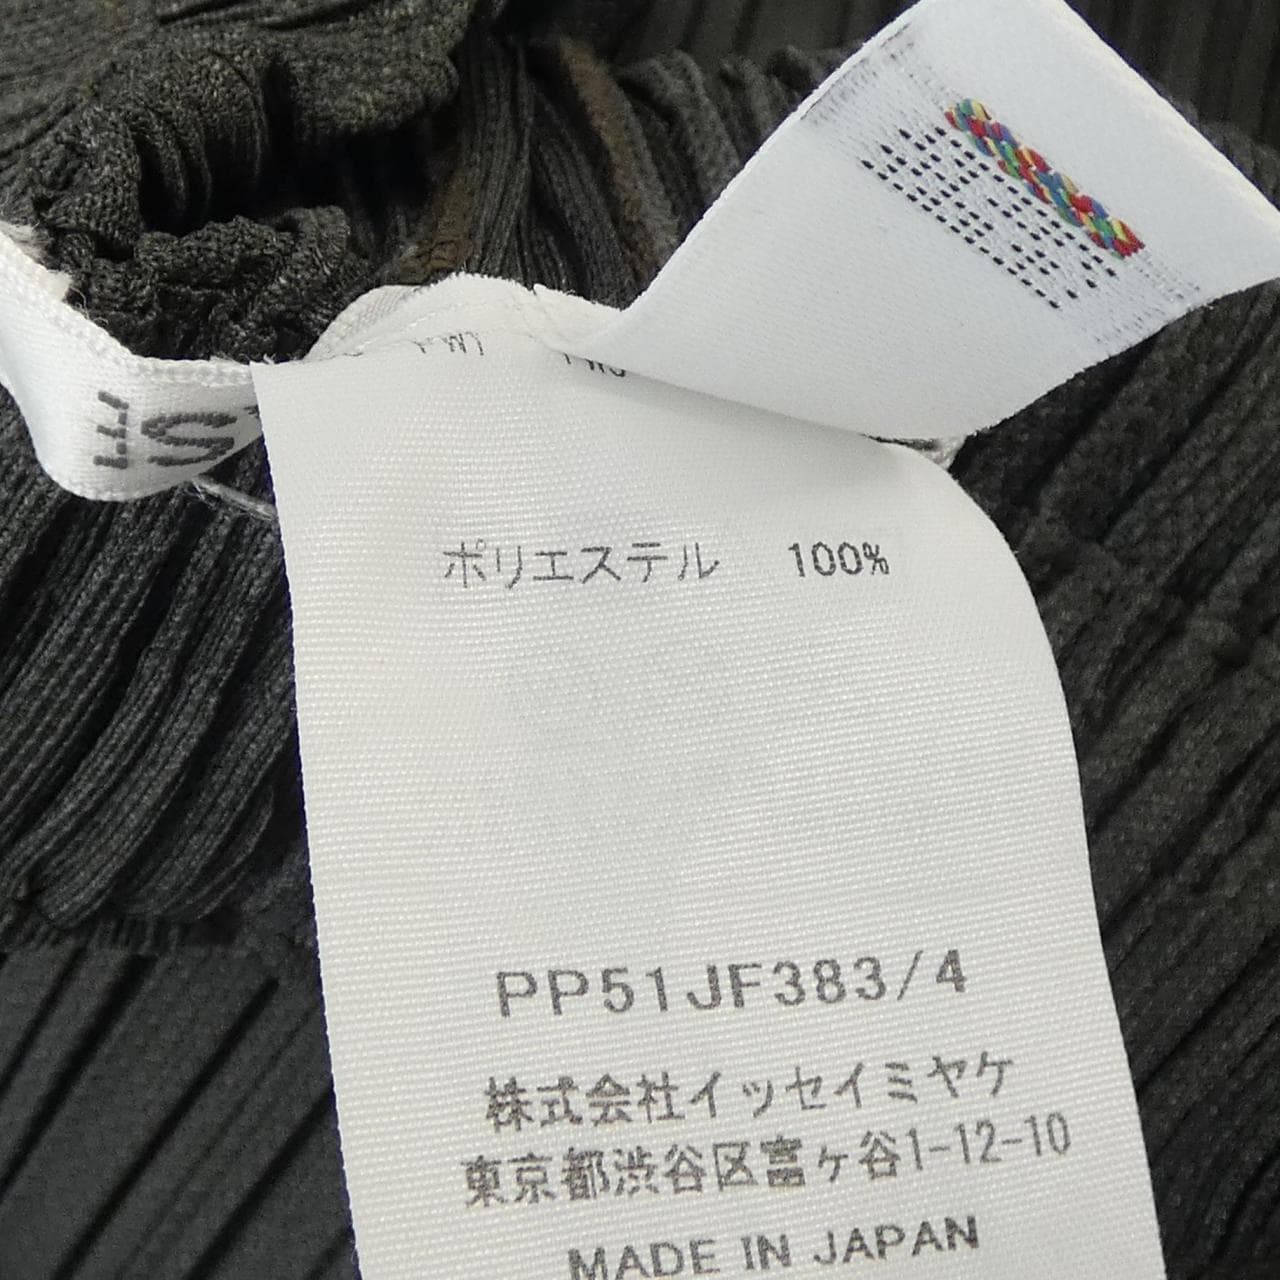 ポリエステル 100%
PP51JF383/4
株式会社イッセイミヤケ
東京都渋谷区富ヶ谷1-12-10
MADE IN JAPAN